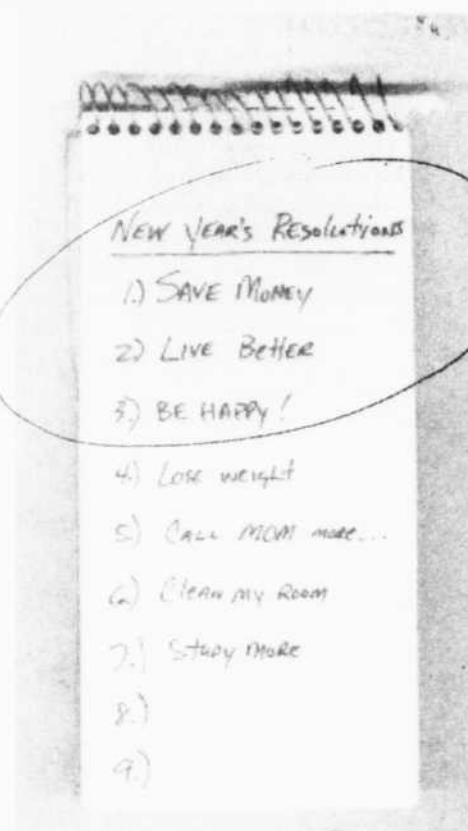 New Year's Resolutions
1.) Save Money
2.) Live Better
3.) Be Happy!
4.) Lose weight
5.) Call MOM more...
6.) Clean my Room
7.) Study More
8.)
9.)